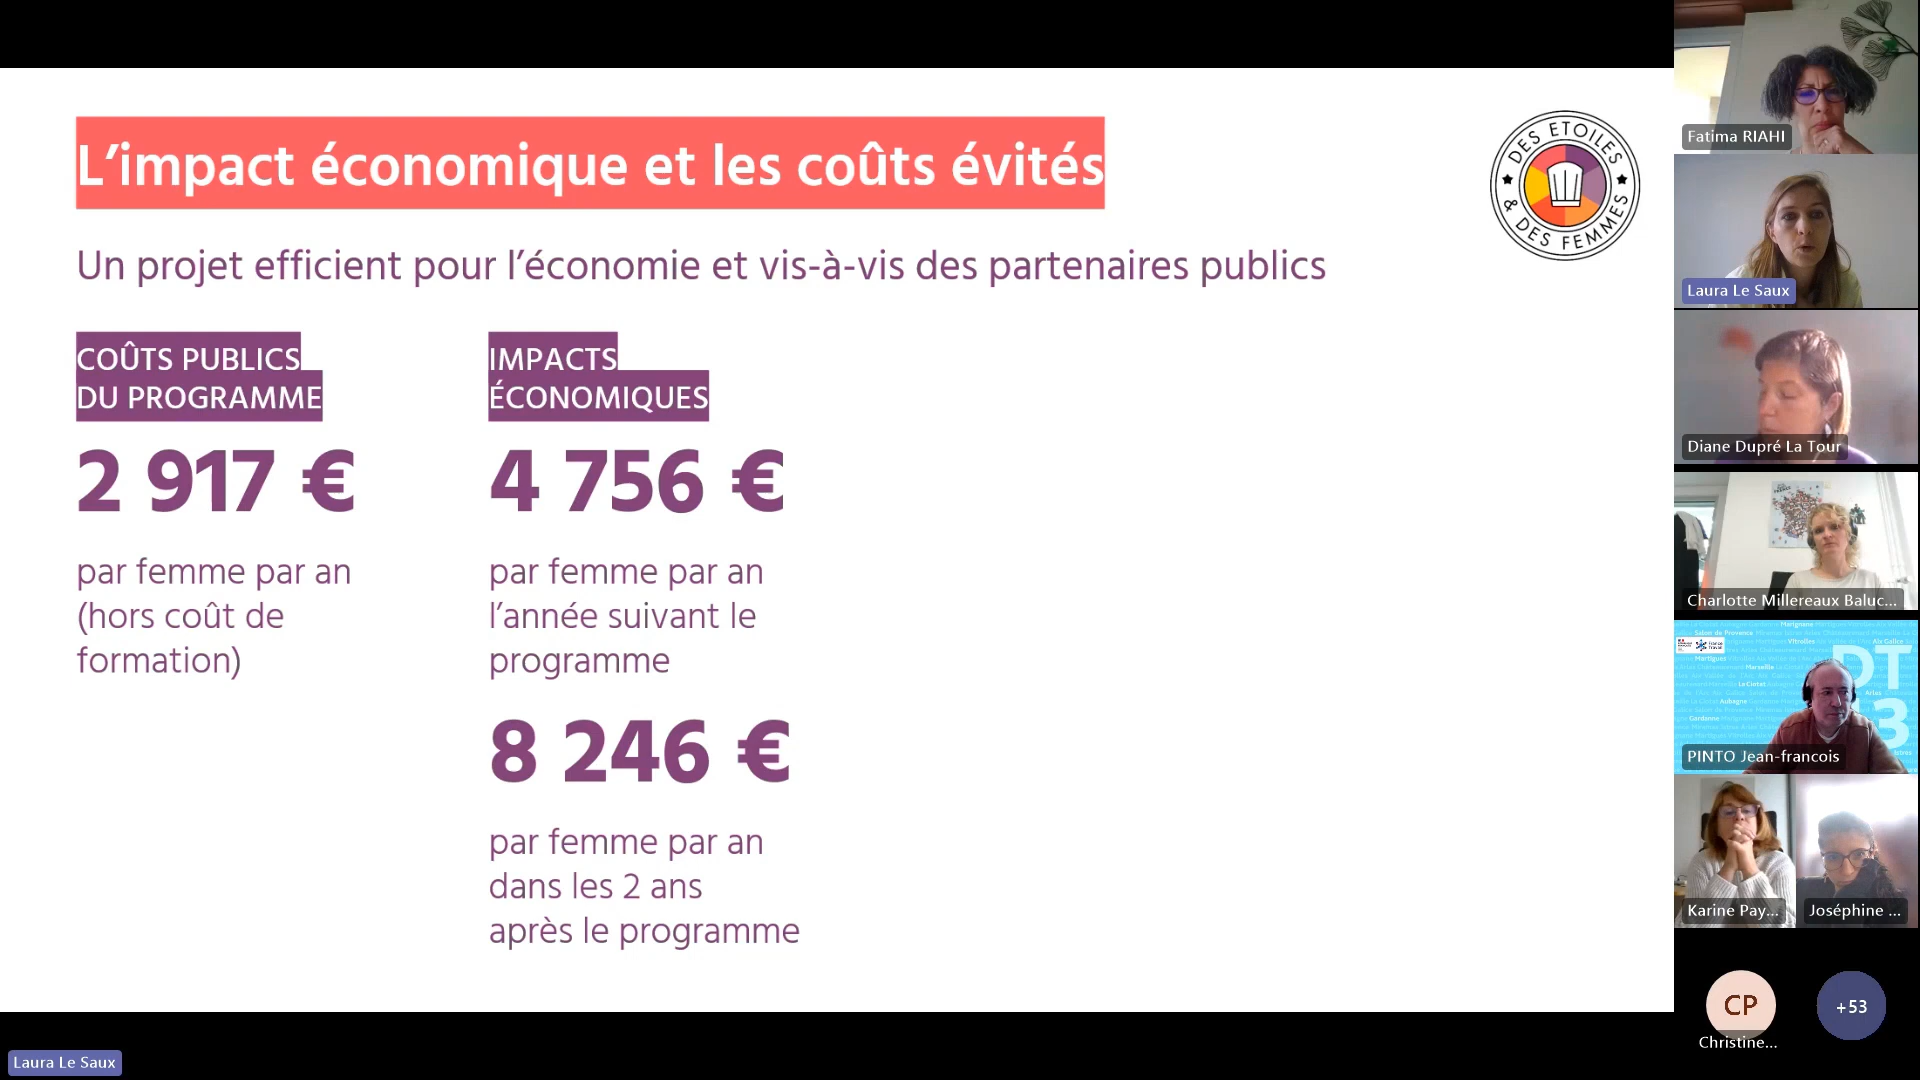 L'impact économique et les coûts évités
DES ETOILES
& DES FEMMES
Un projet efficient pour l'économie et vis-à-vis des partenaires publics
COÛTS PUBLICS
DU PROGRAMME
2 917 €
par femme par an
(hors coût de
formation)
IMPACTS
ÉCONOMIQUES
4 756 €
par femme par an
l'année suivant le
programme
8 246 €
par femme par an
dans les 2 ans
après le programme
Fatima RIAHI
Laura Le Saux
Diane Dupré La Tour
Charlotte Millereaux Baluc...
DT
13
PINTO Jean-francois
Karine Pay...
Joséphine ...
CP
Christine...
+53
Laura Le Saux